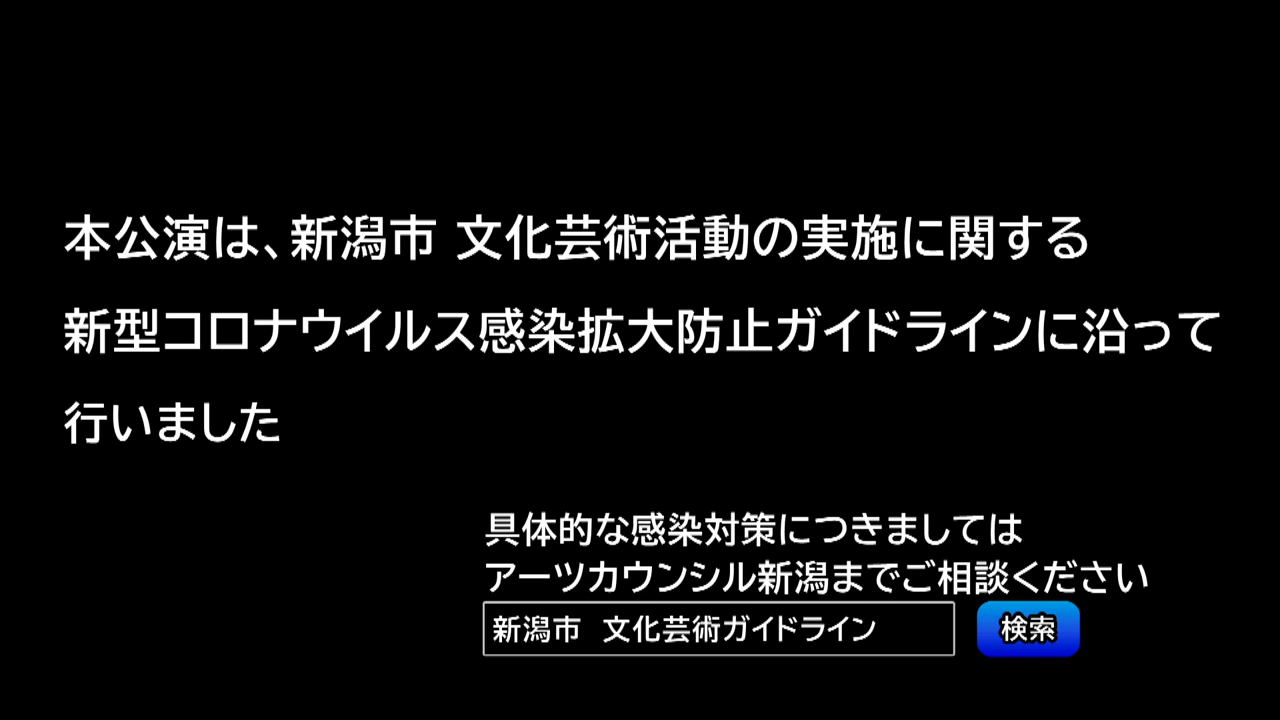 本公演は、新潟市 文化芸術活動の実施に関する
新型コロナウイルス感染拡大防止ガイドラインに沿って
行いました
具体的な感染対策につきましては
アーツカウンシル新潟までご相談ください
新潟市 文化芸術ガイドライン 検索